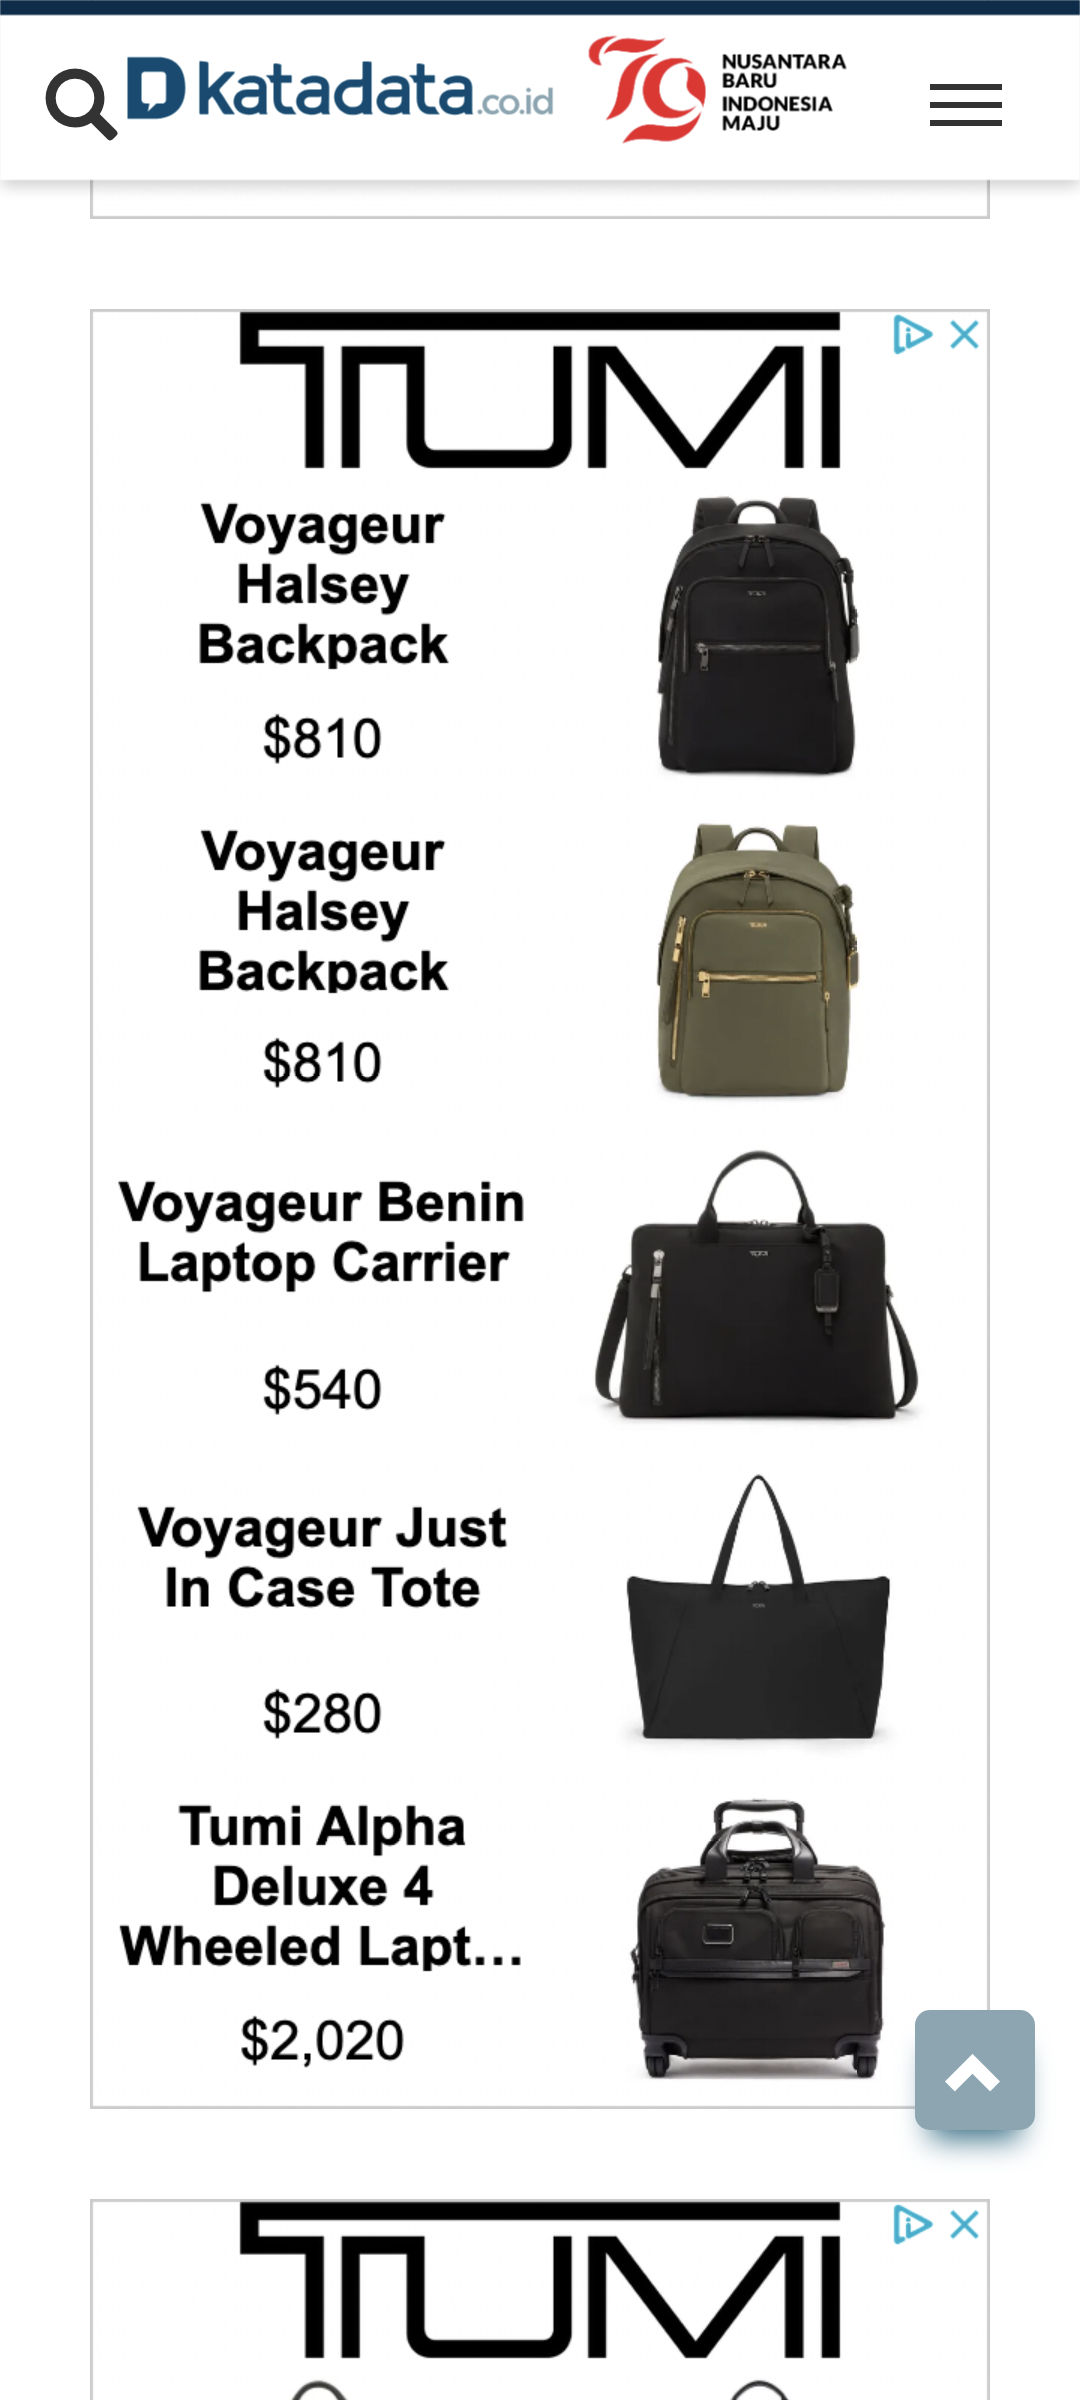 katadata.co.id
79
NUSANTARA
BARU
INDONESIA
MAJU
TUMI
Voyageur
Halsey
Backpack
$810
Voyageur
Halsey
Backpack
$810
Voyageur Benin
Laptop Carrier
$540
Voyageur Just
In Case Tote
$280
Tumi Alpha
Deluxe 4
Wheeled Lapt...
$2,020
TUMI